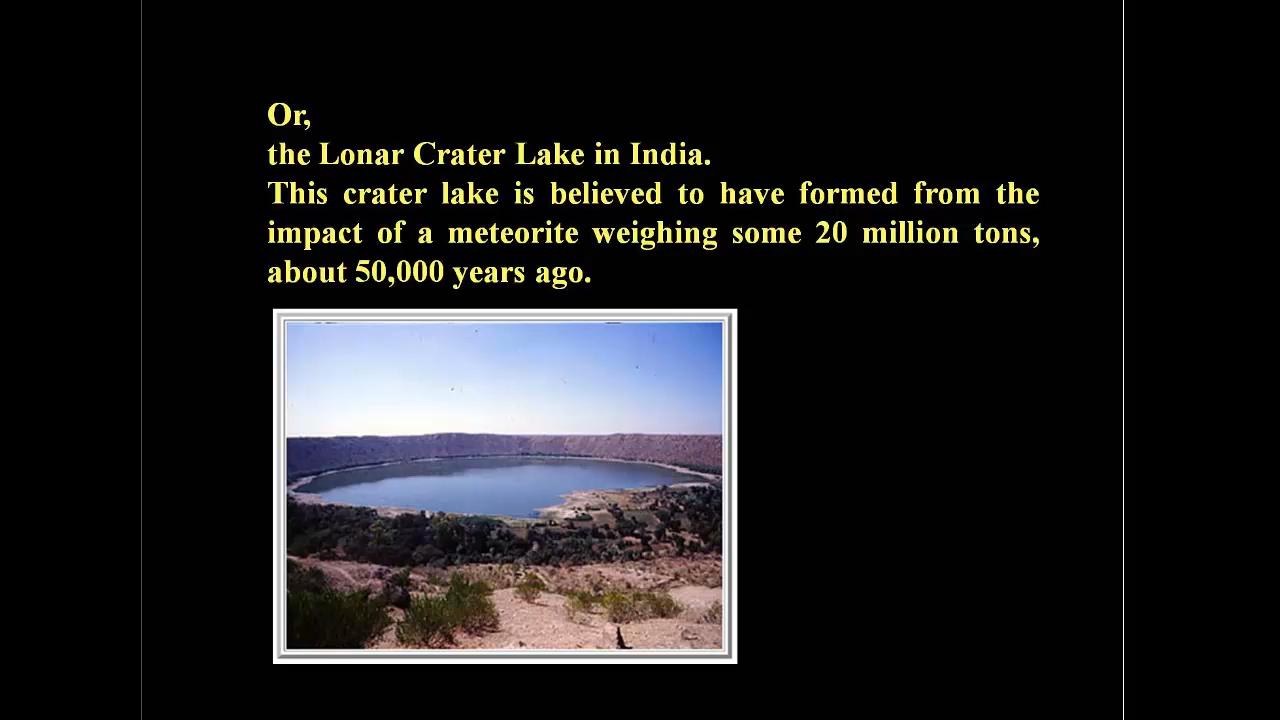 Or,
the Lonar Crater Lake in India.
This crater lake is believed to have formed from the
impact of a meteorite weighing some 20 million tons,
about 50,000 years ago.